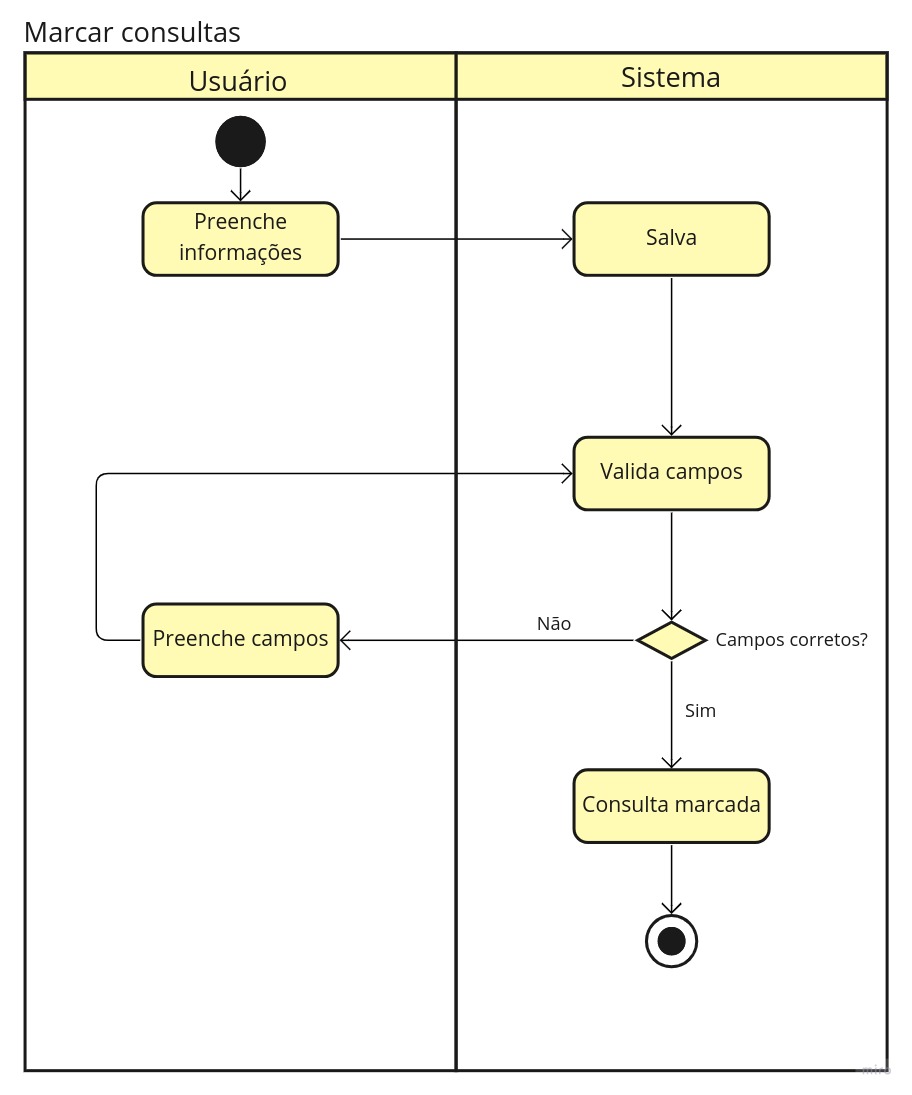 Marcar consultas
Usuário
Sistema
Preenche
informações
Salva
Valida campos
Não
Preenche campos
Campos corretos?
Sim
Consulta marcada
miro